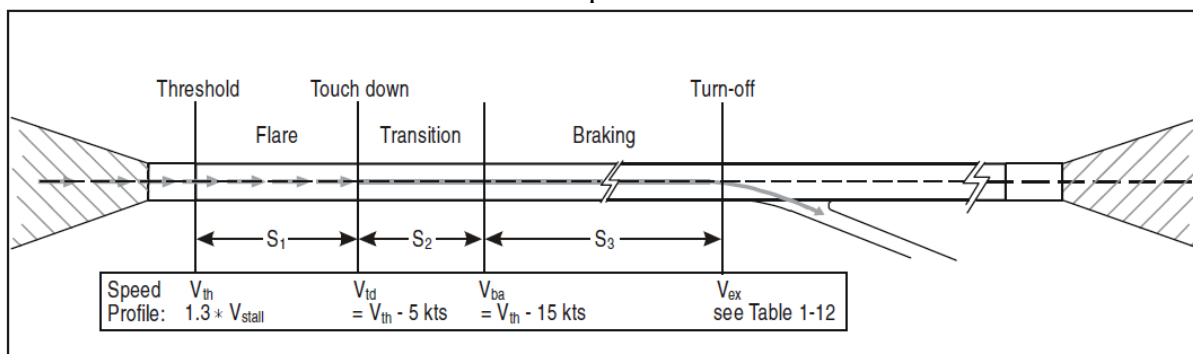 Threshold Touch down Turn-off
Flare Transition Braking
S1 S2 S3
Speed Vth Vtd Vba Vex
Profile: 1.3 * Vstall = Vth - 5 kts = Vth - 15 kts see Table 1-12